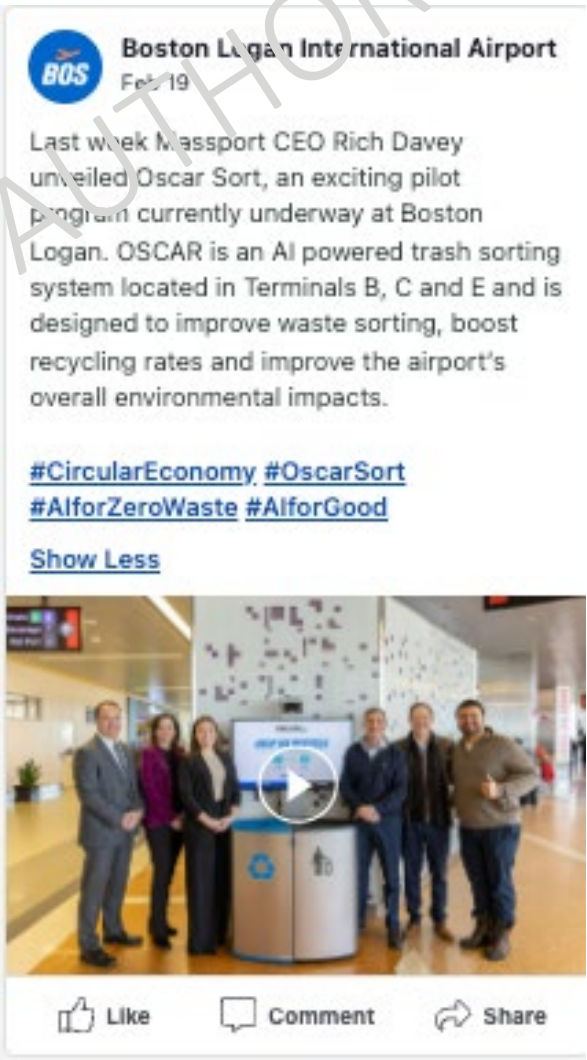 BOS
Boston Logan International Airport
Feb 19
Last week Massport CEO Rich Davey
unveiled Oscar Sort, an exciting pilot
program currently underway at Boston
Logan. OSCAR is an AI powered trash sorting
system located in Terminals B, C and E and is
designed to improve waste sorting, boost
recycling rates and improve the airport's
overall environmental impacts.
#CircularEconomy #OscarSort
#AIforZeroWaste #AIforGood
Show Less
Like Comment Share